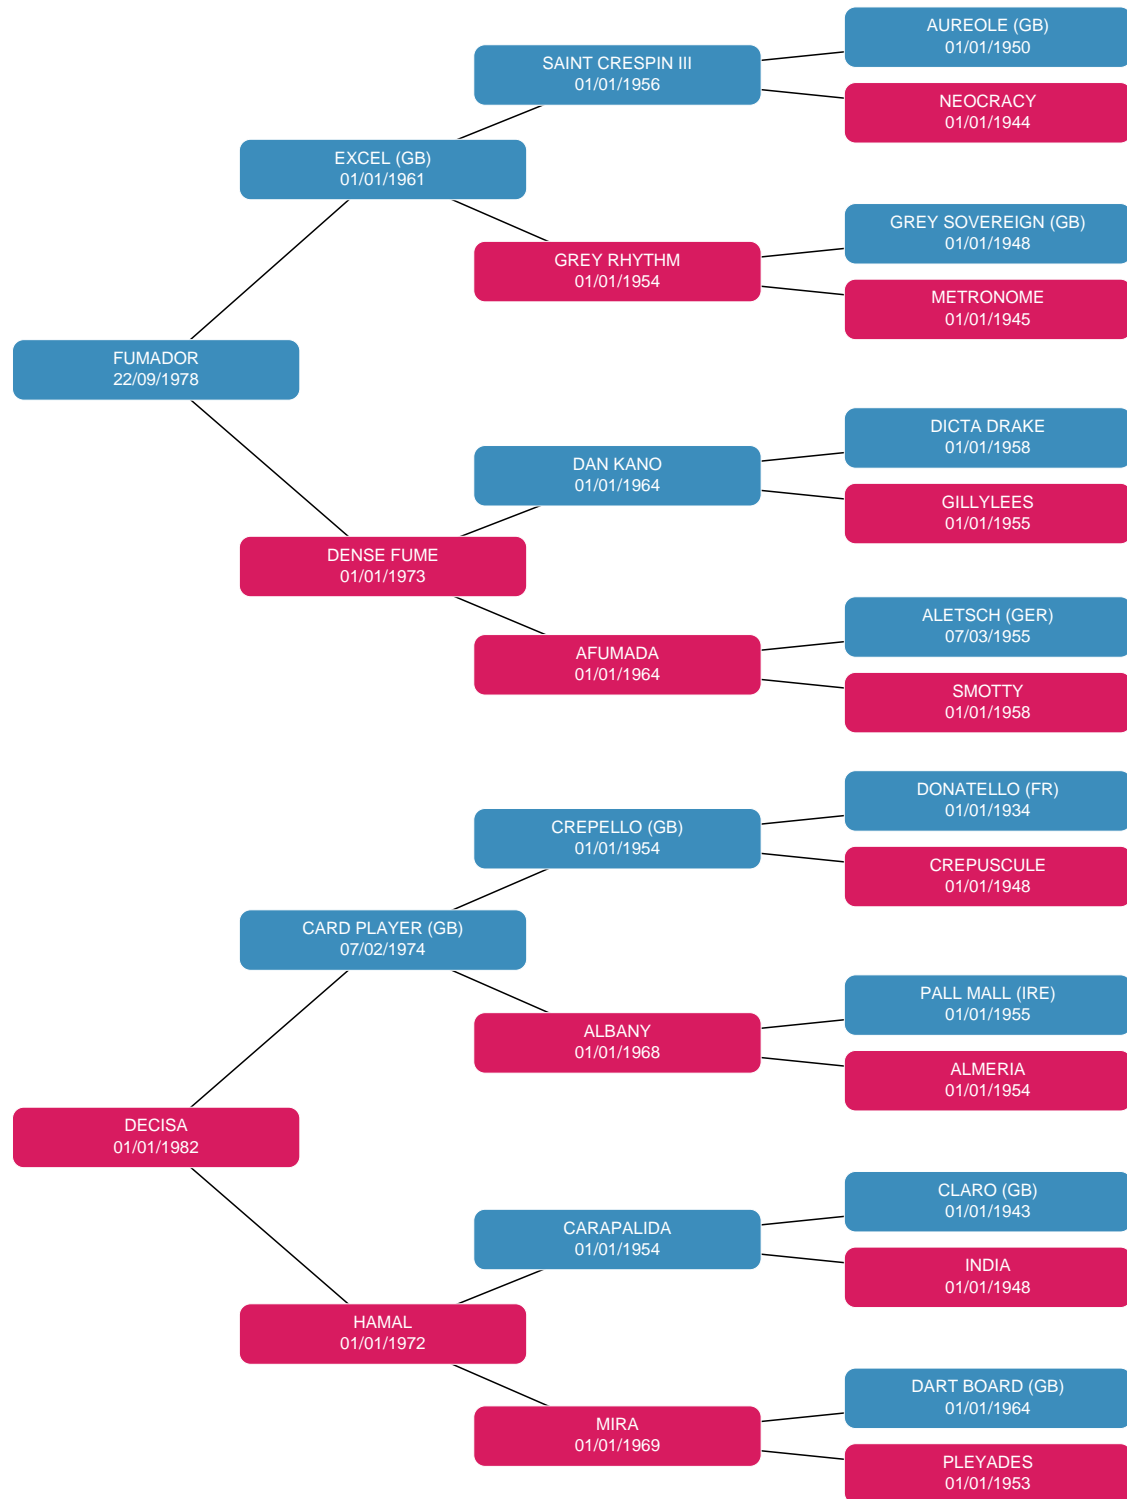 AUREOLE (GB)
01/01/1950
SAINT CRESPIN III
01/01/1956
NEOCRACY
01/01/1944
EXCEL (GB)
01/01/1961
GREY SOVEREIGN (GB)
01/01/1948
GREY RHYTHM
01/01/1954
METRONOME
01/01/1945
FUMADOR
22/09/1978
DICTA DRAKE
01/01/1958
DAN KANO
01/01/1964
GILLYLEES
01/01/1955
DENSE FUME
01/01/1973
ALETSCH (GER)
07/03/1955
AFUMADA
01/01/1964
SMOTTY
01/01/1958
DONATELLO (FR)
01/01/1934
CREPELLO (GB)
01/01/1954
CREPUSCULE
01/01/1948
CARD PLAYER (GB)
07/02/1974
PALL MALL (IRE)
01/01/1955
ALBANY
01/01/1968
ALMERIA
01/01/1954
DECISA
01/01/1982
CLARO (GB)
01/01/1943
CARAPALIDA
01/01/1954
INDIA
01/01/1948
HAMAL
01/01/1972
DART BOARD (GB)
01/01/1964
MIRA
01/01/1969
PLEYADES
01/01/1953